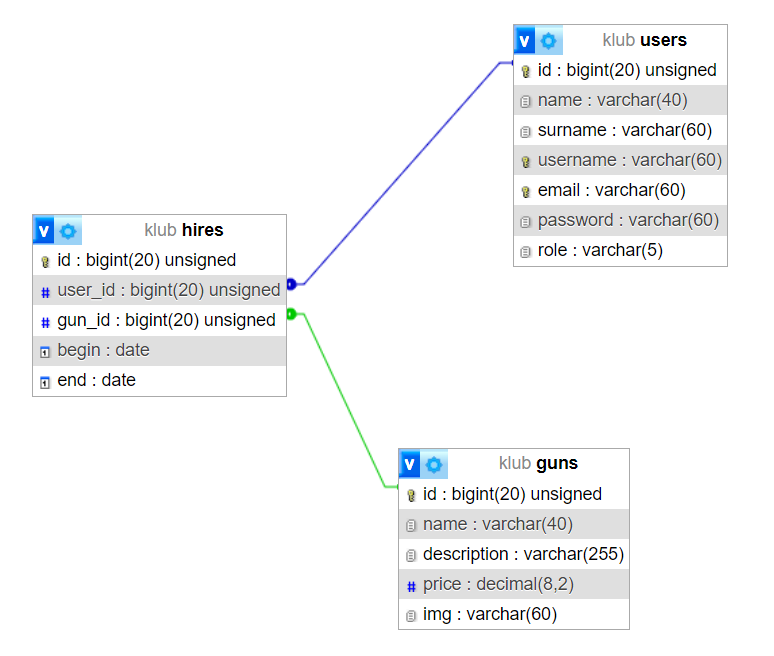 v klub users
id : bigint(20) unsigned
name : varchar(40)
surname : varchar(60)
username : varchar(60)
email : varchar(60)
password : varchar(60)
role : varchar(5)
v klub hires
id : bigint(20) unsigned
# user_id : bigint(20) unsigned
# gun_id : bigint(20) unsigned
begin : date
end : date
v klub guns
id : bigint(20) unsigned
name : varchar(40)
description : varchar(255)
# price : decimal(8,2)
img : varchar(60)